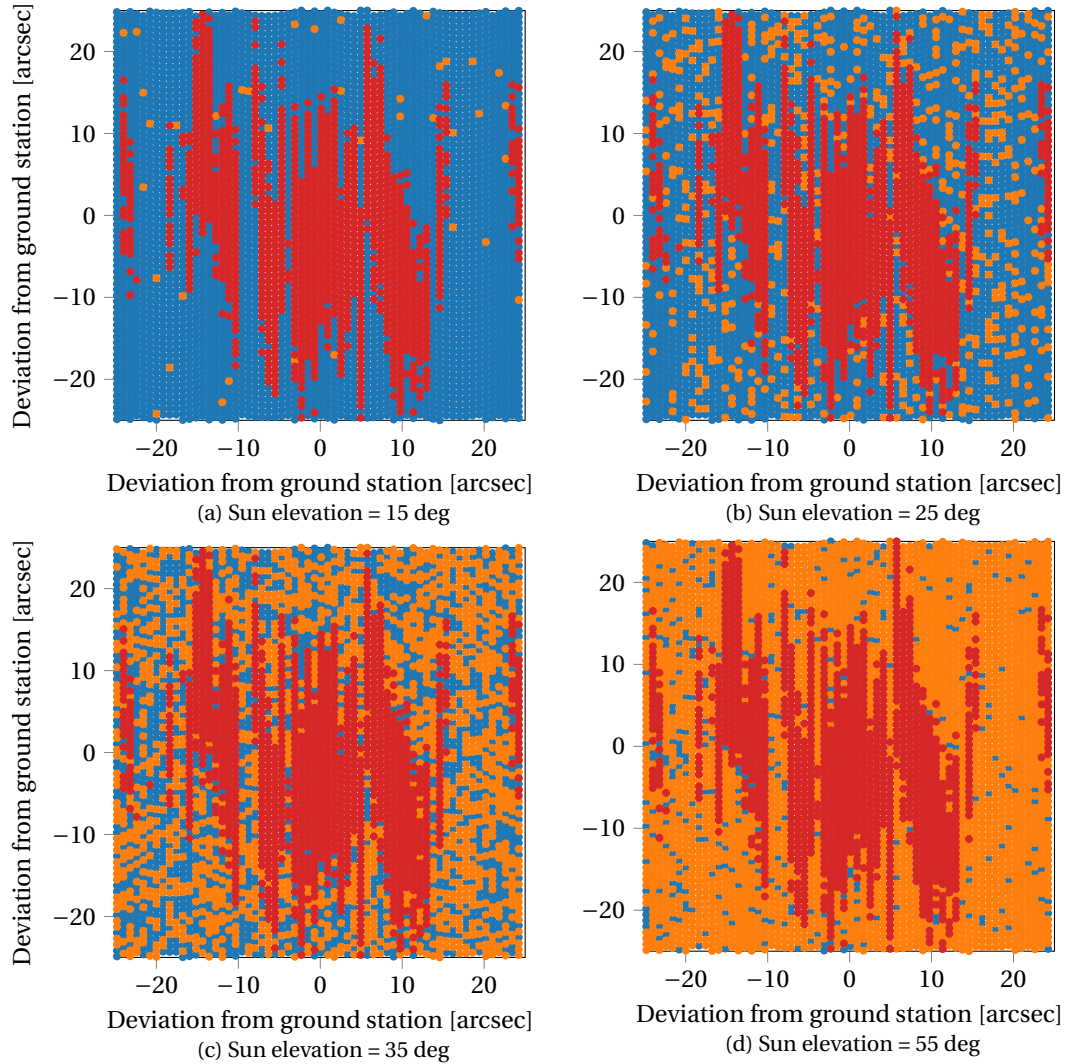 Deviation from ground station [arcsec]
20
10
0
−10
−20
−20 −10 0 10 20
Deviation from ground station [arcsec]
(a) Sun elevation = 15 deg
20
10
0
−10
−20
−20 −10 0 10 20
Deviation from ground station [arcsec]
(b) Sun elevation = 25 deg
Deviation from ground station [arcsec]
20
10
0
−10
−20
−20 −10 0 10 20
Deviation from ground station [arcsec]
(c) Sun elevation = 35 deg
20
10
0
−10
−20
−20 −10 0 10 20
Deviation from ground station [arcsec]
(d) Sun elevation = 55 deg